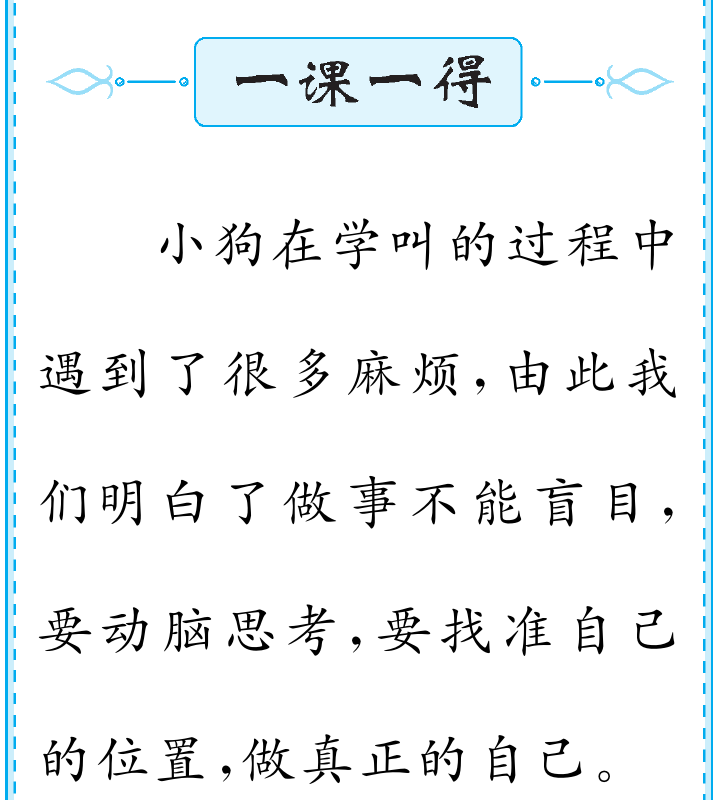 一课一得
小狗在学叫的过程中
遇到了很多麻烦，由此我
们明白了做事不能盲目，
要动脑思考，要找准自己
的位置，做真正的自己。